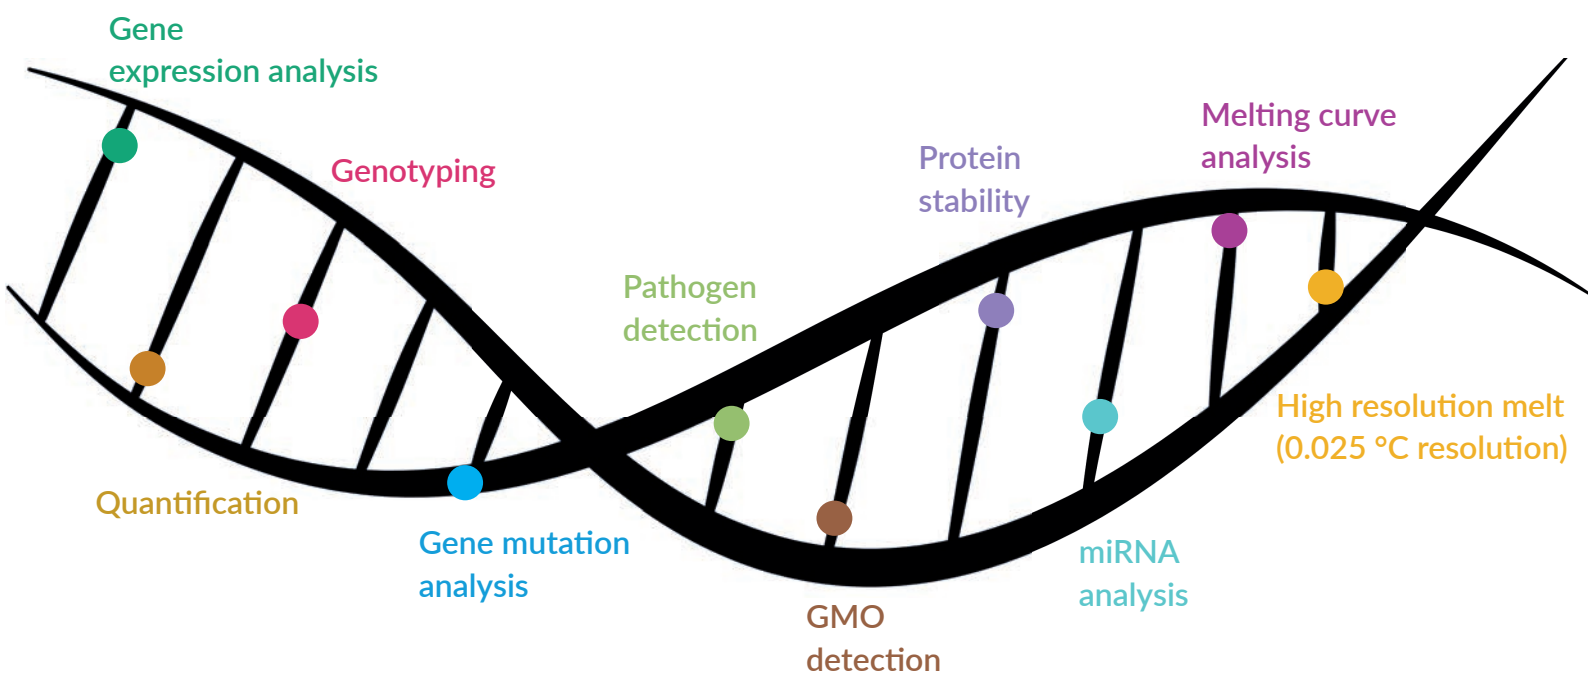 Gene
expression analysis
Genotyping
Quantification
Gene mutation
analysis
Pathogen
detection
GMO
detection
Protein
stability
miRNA
analysis
Melting curve
analysis
High resolution melt
(0.025 °C resolution)